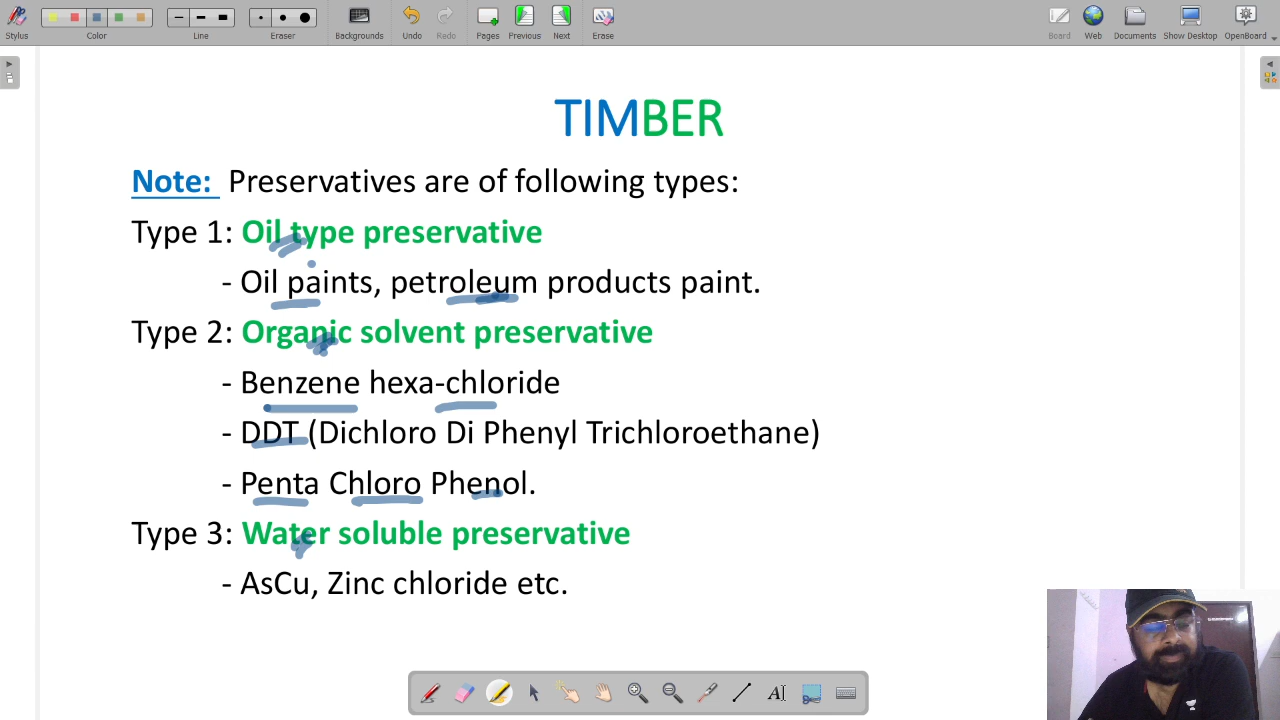 Stylus
Color
Line
Eraser
Backgrounds
Undo
Redo
Pages
Previous
Next
Erase
Board
Web
Documents
Show Desktop
OpenBoard
TIMBER
Note: Preservatives are of following types:
Type 1: Oil type preservative
- Oil paints, petroleum products paint.
Type 2: Organic solvent preservative
- Benzene hexa-chloride
- DDT (Dichloro Di Phenyl Trichloroethane)
- Penta Chloro Phenol.
Type 3: Water soluble preservative
- AsCu, Zinc chloride etc.